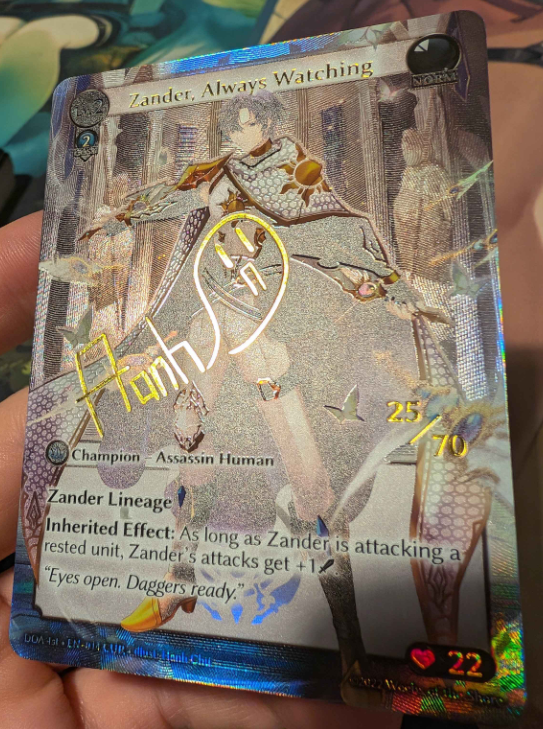 Zander, Always Watching
NORM
2
25/70
Champion – Assassin Human
Zander Lineage
Inherited Effect: As long as Zander is attacking a
rested unit, Zander's attacks get +1
"Eyes open. Daggers ready."
22